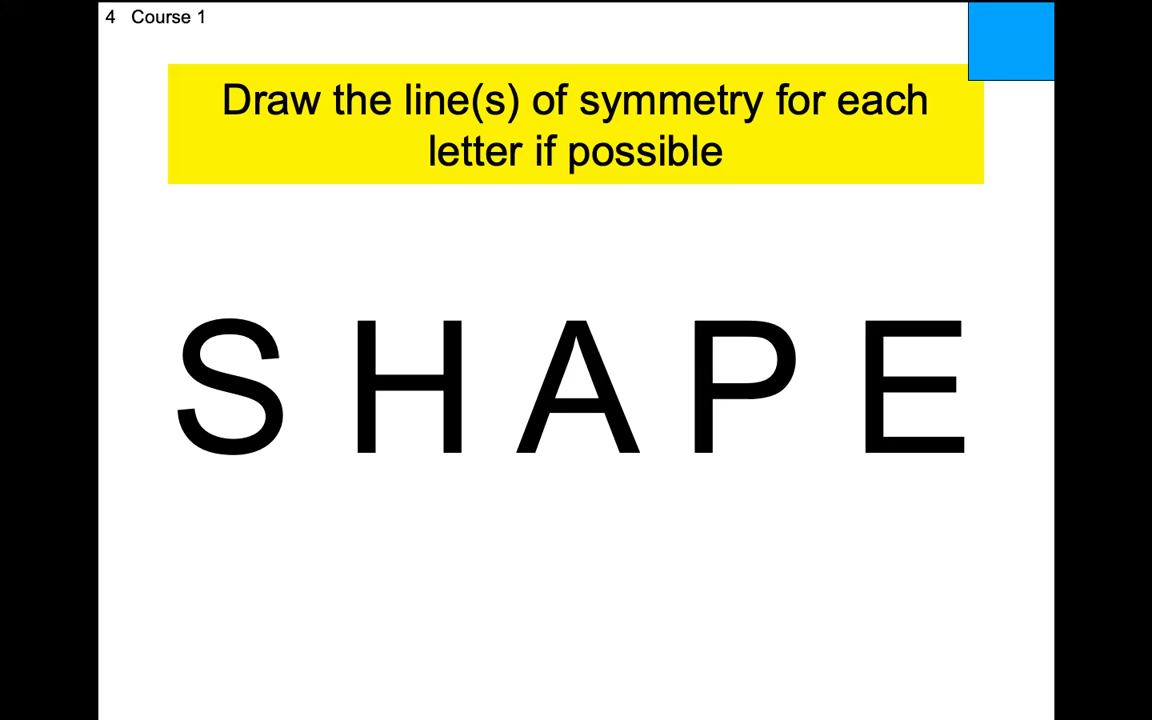 4 Course 1
Draw the line(s) of symmetry for each
letter if possible
S H A P E